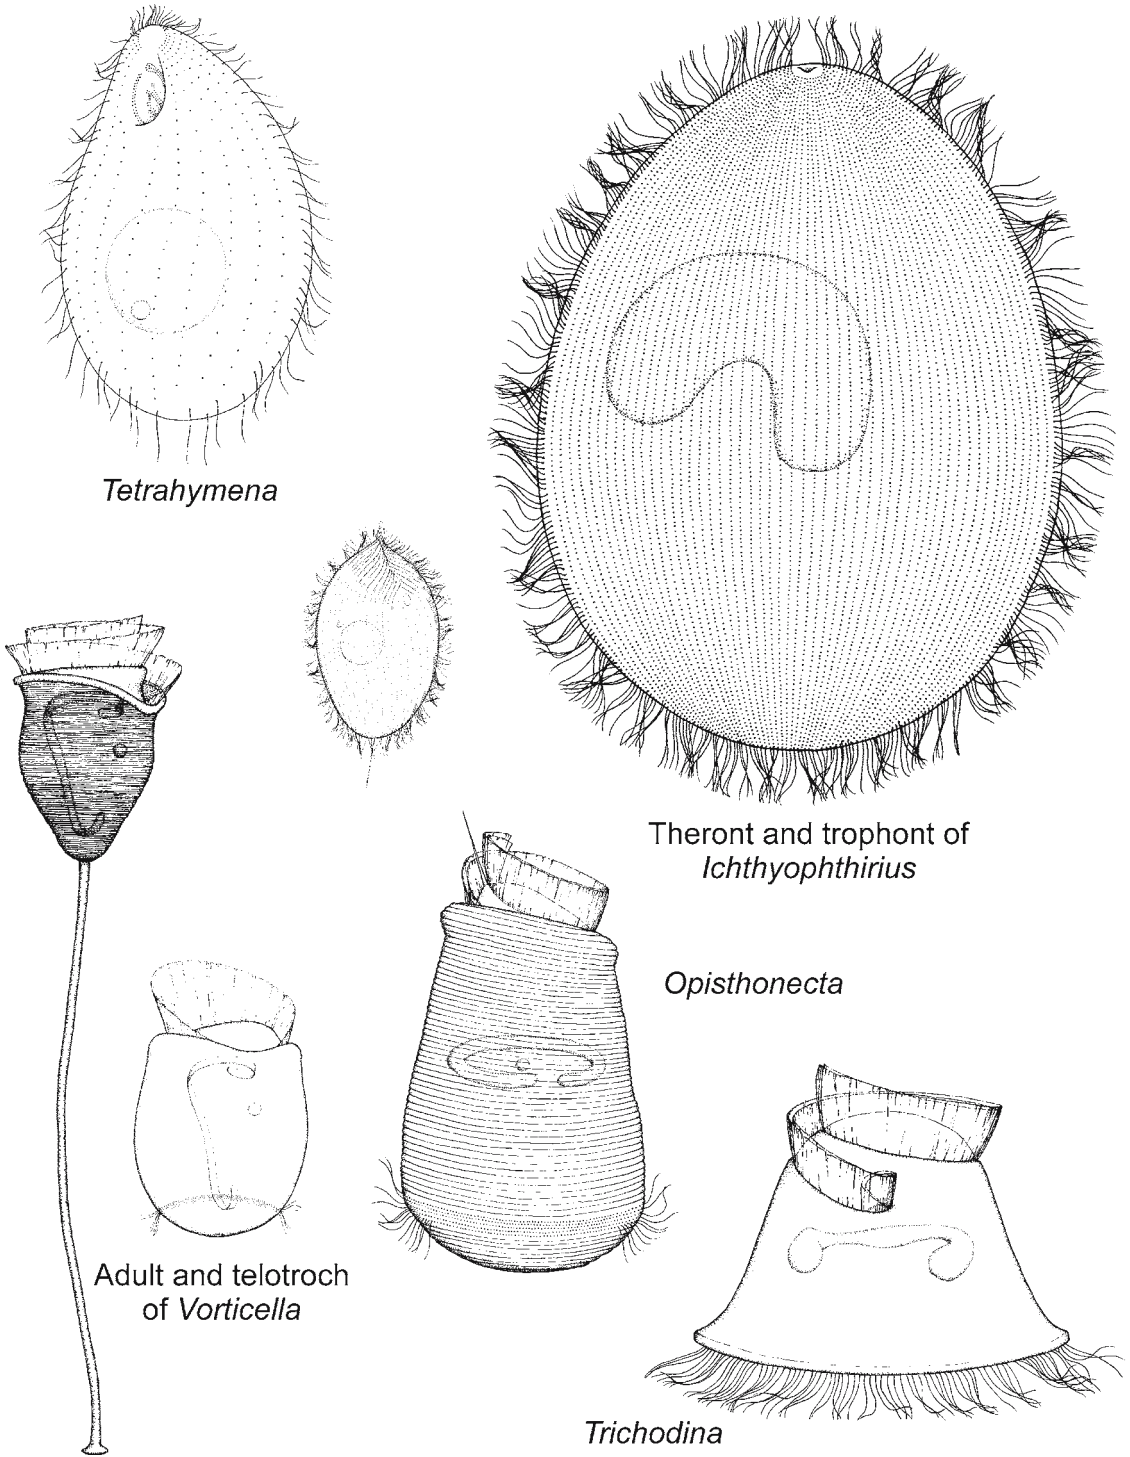 Tetrahymena
Theront and trophont of
Ichthyophthirius
Opisthonecta
Adult and telotroch
of Vorticella
Trichodina